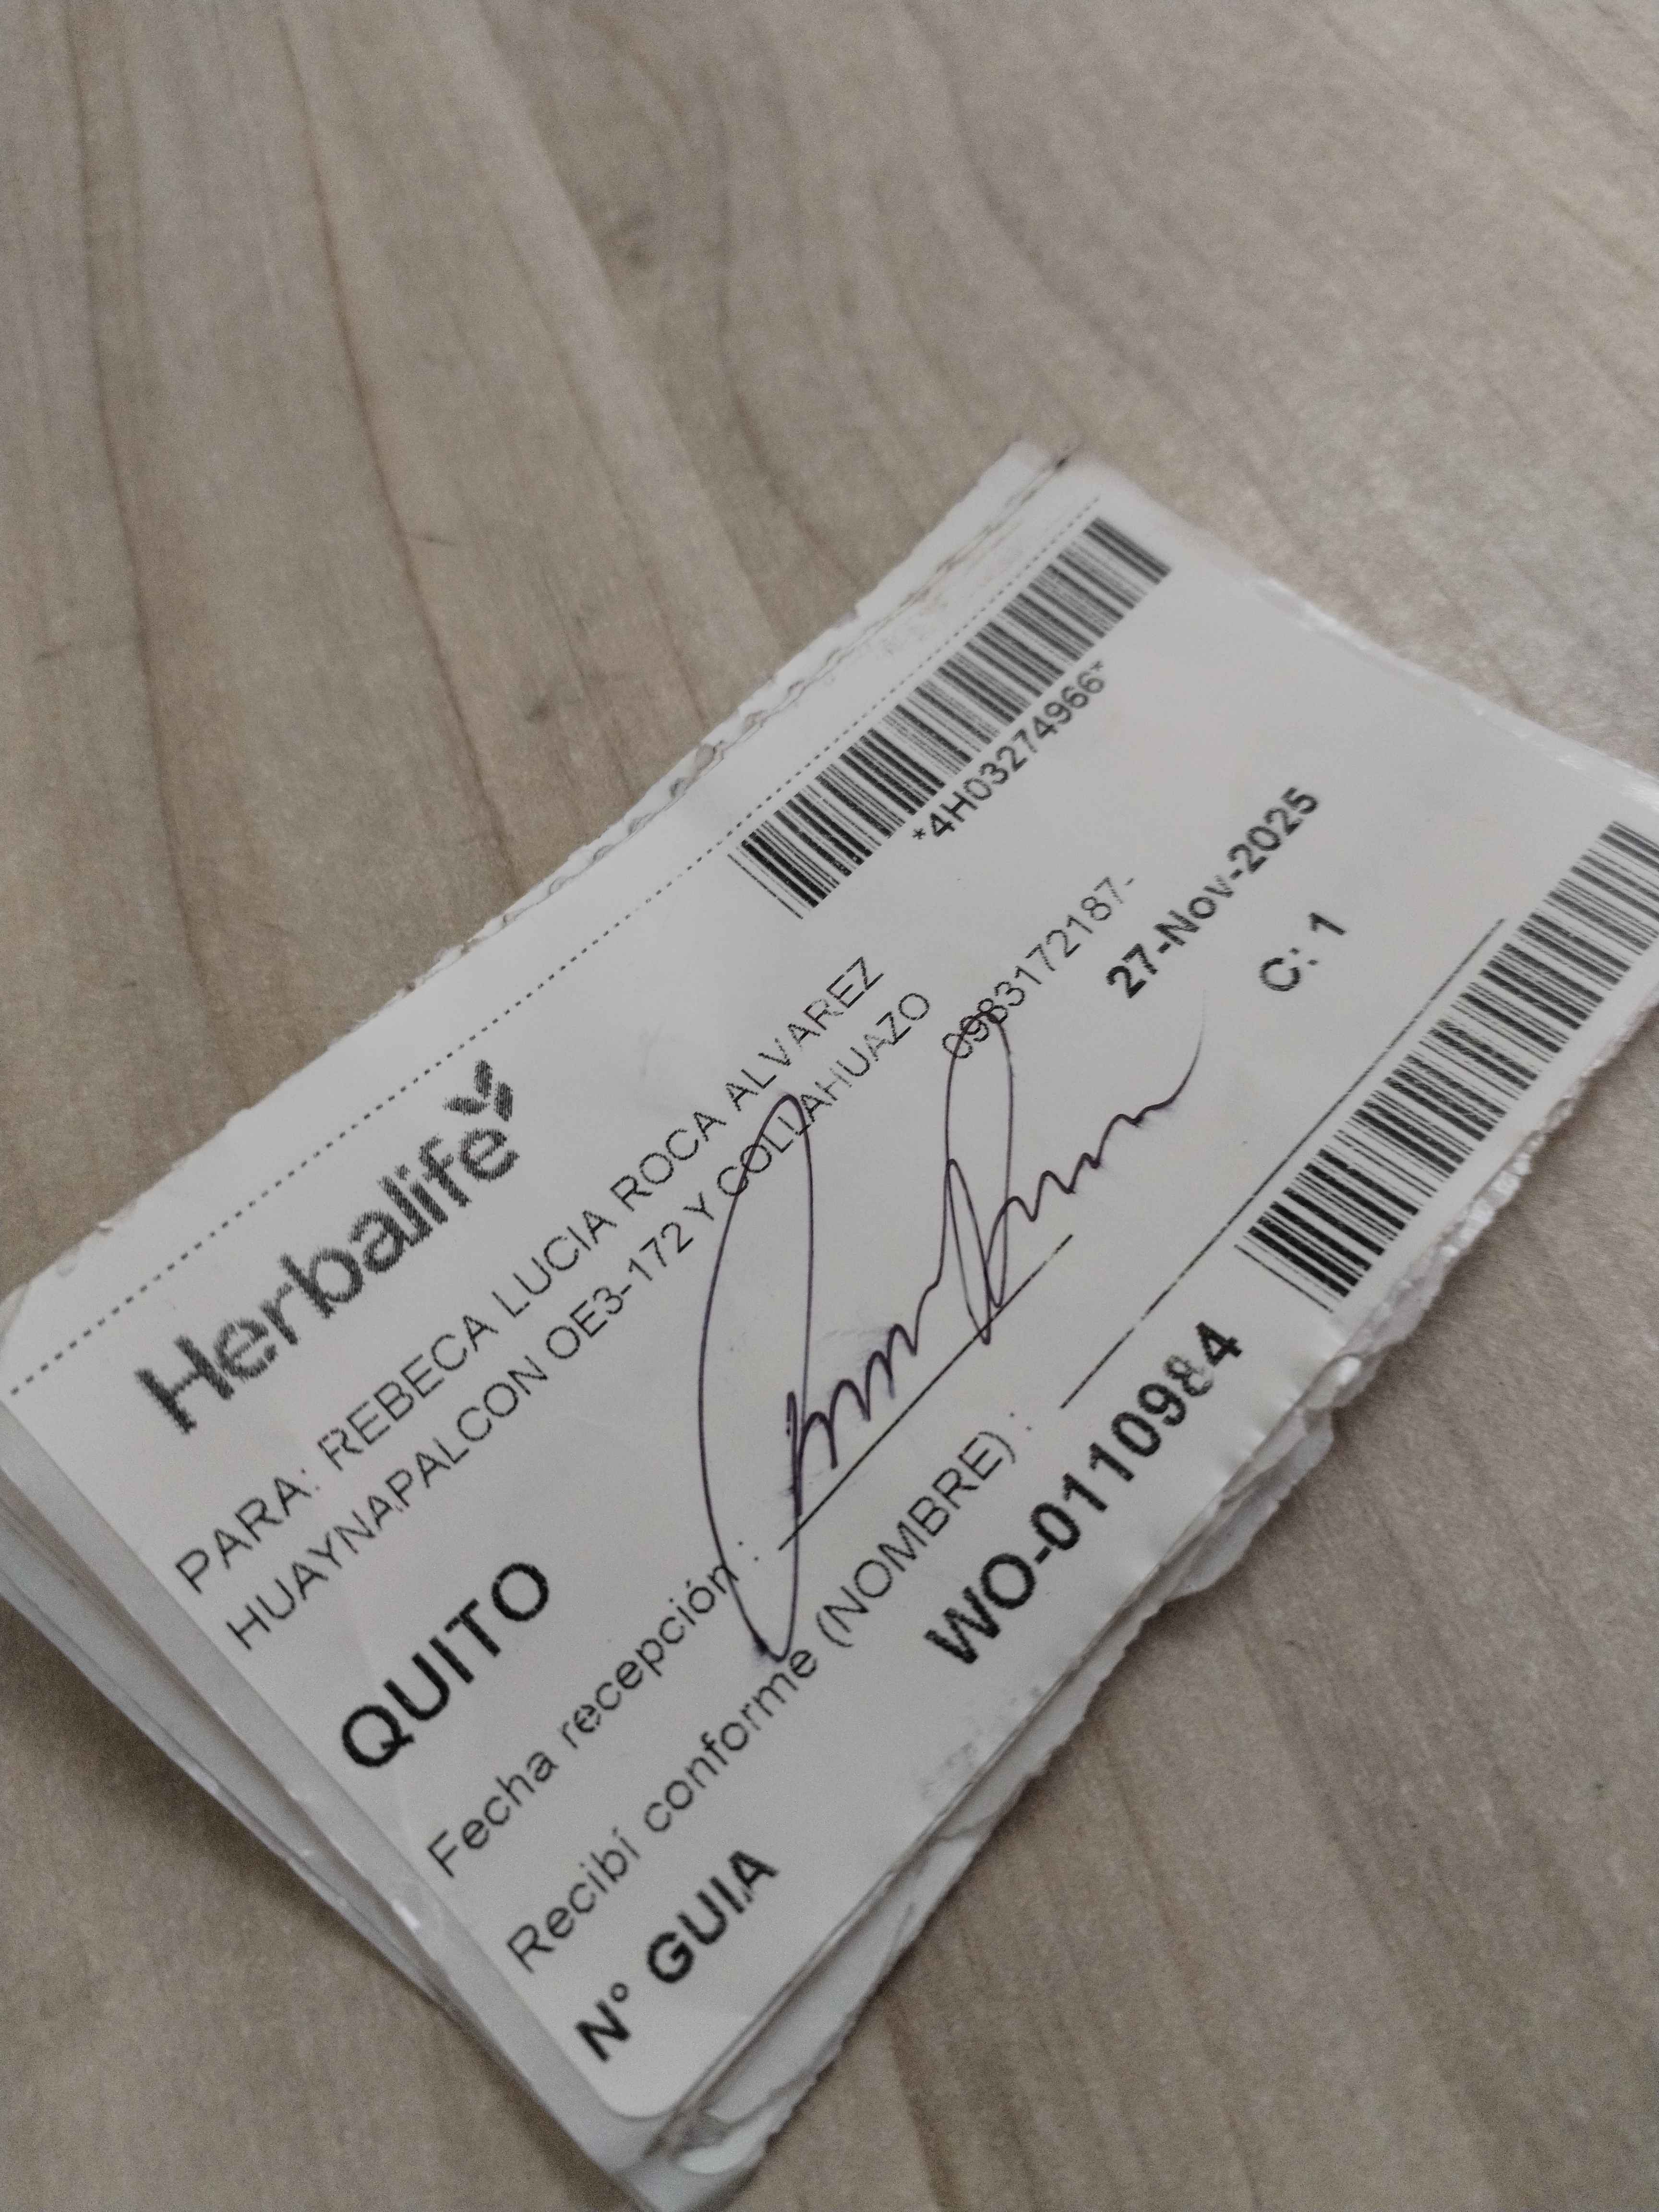 Herbalife
*4H03274966*
PARA: REBECA LUCIA ROCA ALVAREZ
HUAYNAPALCON OE3-172 Y COLLAHUAZO
0983172187-
QUITO
27-Nov-2025
Fecha recepción :
C: 1
Recibí conforme (NOMBRE) :
N° GUIA
WO-0110984